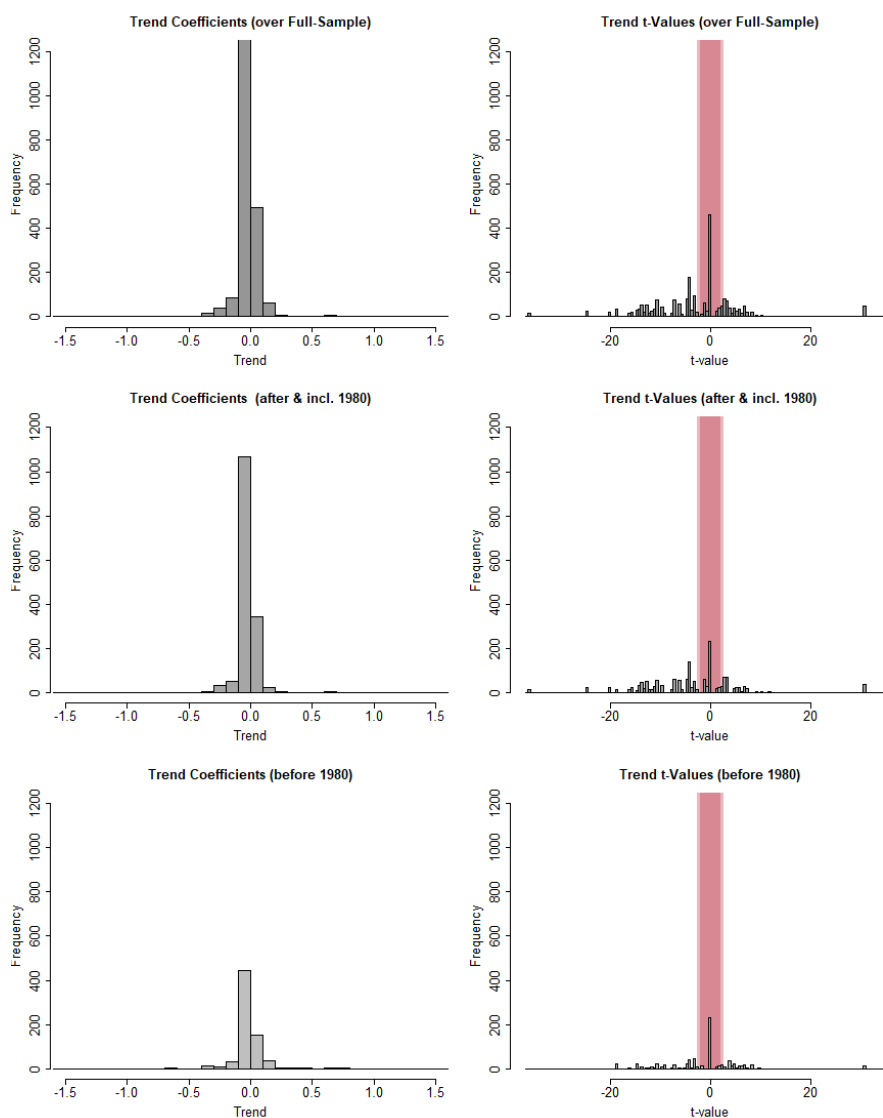 Trend Coefficients (over Full-Sample)
Frequency
0 200 400 600 800 1000 1200
-1.5 -1.0 -0.5 0.0 0.5 1.0 1.5
Trend
Trend t-Values (over Full-Sample)
Frequency
0 200 400 600 800 1000 1200
-20 0 20
t-value
Trend Coefficients (after & incl. 1980)
Frequency
0 200 400 600 800 1000 1200
-1.5 -1.0 -0.5 0.0 0.5 1.0 1.5
Trend
Trend t-Values (after & incl. 1980)
Frequency
0 200 400 600 800 1000 1200
-20 0 20
t-value
Trend Coefficients (before 1980)
Frequency
0 200 400 600 800 1000 1200
-1.5 -1.0 -0.5 0.0 0.5 1.0 1.5
Trend
Trend t-Values (before 1980)
Frequency
0 200 400 600 800 1000 1200
-20 0 20
t-value